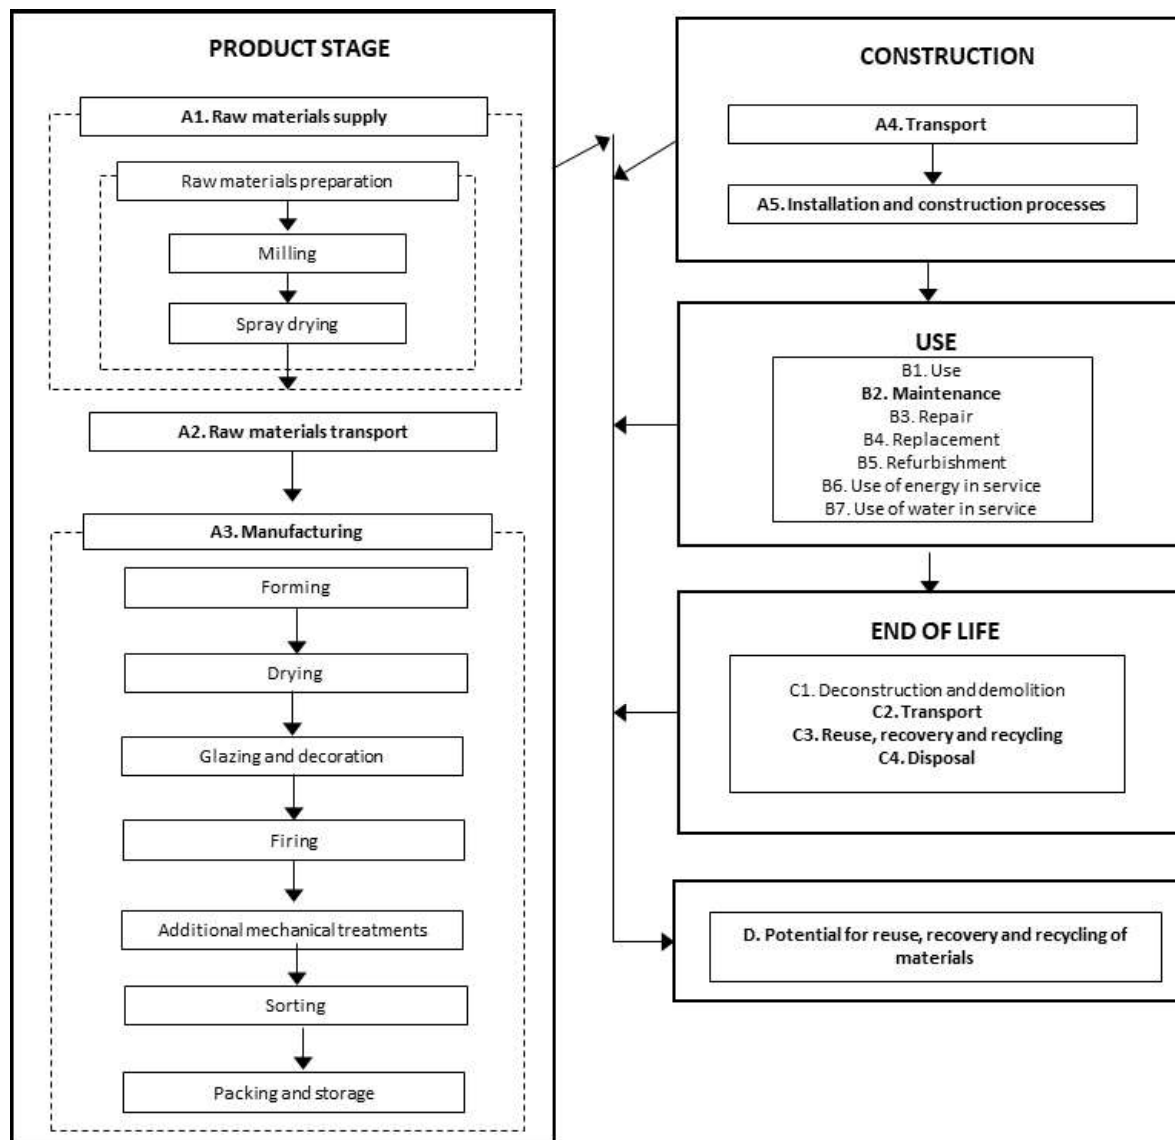 PRODUCT STAGE
A1. Raw materials supply
Raw materials preparation
Milling
Spray drying
A2. Raw materials transport
A3. Manufacturing
Forming
Drying
Glazing and decoration
Firing
Additional mechanical treatments
Sorting
Packing and storage
CONSTRUCTION
A4. Transport
A5. Installation and construction processes
USE
B1. Use
B2. Maintenance
B3. Repair
B4. Replacement
B5. Refurbishment
B6. Use of energy in service
B7. Use of water in service
END OF LIFE
C1. Deconstruction and demolition
C2. Transport
C3. Reuse, recovery and recycling
C4. Disposal
D. Potential for reuse, recovery and recycling of
materials